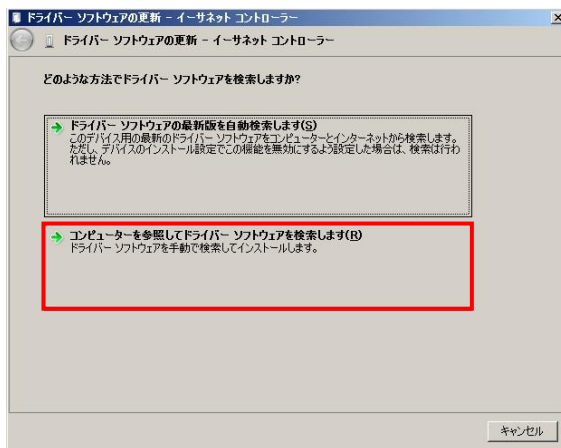 ドライバー ソフトウェアの更新 - イーサネット コントローラー
ドライバー ソフトウェアの更新 - イーサネット コントローラー
どのような方法でドライバー ソフトウェアを検索しますか?
ドライバー ソフトウェアの最新版を自動検索します(S)
このデバイス用の最新のドライバー ソフトウェアをコンピューターとインターネットから検索します。
ただし、デバイスのインストール設定でこの機能を無効にするよう設定した場合は、検索は行わ
れません。
コンピューターを参照してドライバー ソフトウェアを検索します(R)
ドライバー ソフトウェアを手動で検索してインストールします。
キャンセル